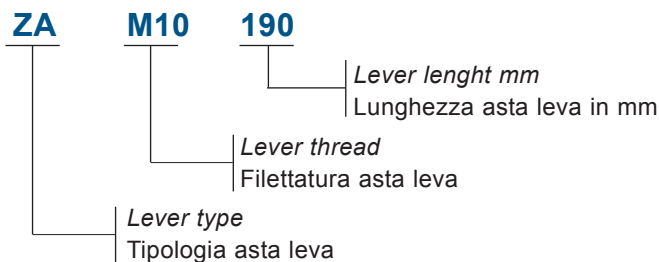 ZA M10 190
Lever lenght mm
Lunghezza asta leva in mm
Lever thread
Filettatura asta leva
Lever type
Tipologia asta leva